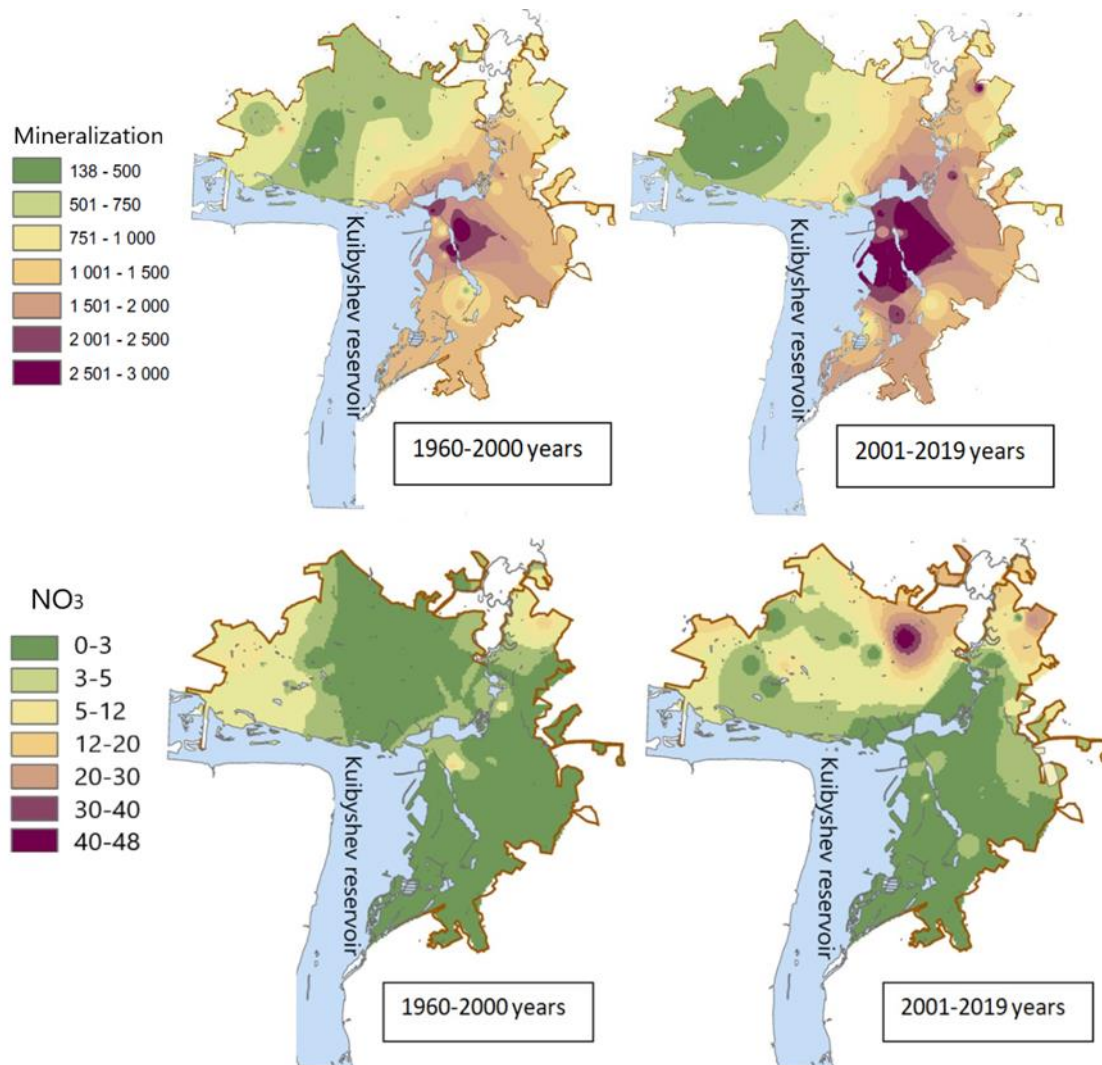 Mineralization
138 - 500
501 - 750
751 - 1 000
1 001 - 1 500
1 501 - 2 000
2 001 - 2 500
2 501 - 3 000
Kuibyshev reservoir
1960-2000 years
Kuibyshev reservoir
2001-2019 years
NO3
0-3
3-5
5-12
12-20
20-30
30-40
40-48
Kuibyshev reservoir
1960-2000 years
Kuibyshev reservoir
2001-2019 years